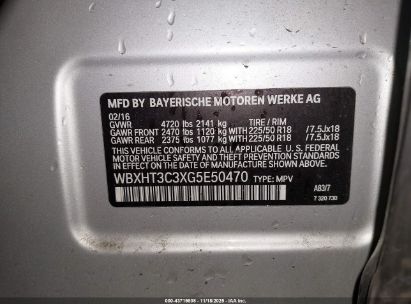 MFD BY BAYERISCHE MOTOREN WERKE AG
02/16
GVWR 4720 lbs 2141 kg TIRE / RIM
GAWR FRONT 2470 lbs 1120 kg WITH 225/50 R18 / 7.5Jx18
GAWR REAR 2375 lbs 1077 kg WITH 225/50 R18 / 7.5Jx18
THIS VEHICLE CONFORMS TO ALL APPLICABLE U.S. FEDERAL
MOTOR VEHICLE SAFETY, BUMPER, AND THEFT PREVENTION STANDARDS
IN EFFECT ON THE DATE OF MANUFACTURE SHOWN ABOVE.
WBXHT3C3XG5E50470 TYPE: MPV
A83/7
7 320 730